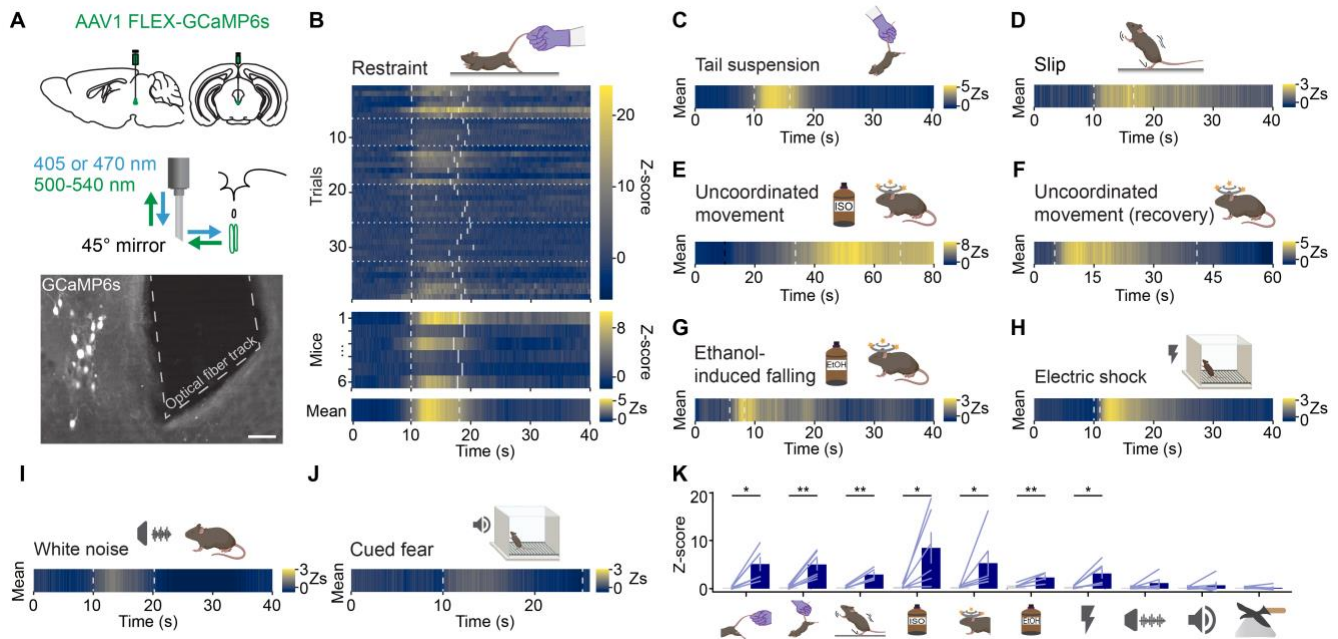 A
AAV1 FLEX-GCaMP6s
405 or 470 nm
500-540 nm
45° mirror
GCaMP6s
Optical fiber track
B
Restraint
Trials
10
20
30
Z-score
20
10
0
Mice
1
:
6
Z-score
8
0
Mean
5
0
Zs
0 10 20 30 40
Time (s)
C
Tail suspension
Mean
5
0
Zs
0 10 20 30 40
Time (s)
D
Slip
Mean
3
0
Zs
0 10 20 30 40
Time (s)
E
Uncoordinated
movement
ISO
Mean
8
0
Zs
0 20 40 60 80
Time (s)
F
Uncoordinated
movement (recovery)
Mean
5
0
Zs
0 15 30 45 60
Time (s)
G
Ethanol-
induced falling
EtOH
Mean
3
0
Zs
0 10 20 30 40
Time (s)
H
Electric shock
Mean
3
0
Zs
0 10 20 30 40
Time (s)
I
White noise
Mean
3
0
Zs
0 10 20 30 40
Time (s)
J
Cued fear
Mean
3
0
Zs
0 10 20
Time (s)
K
* ** ** * * ** *
Z-score
20
10
0
ISO
EtOH